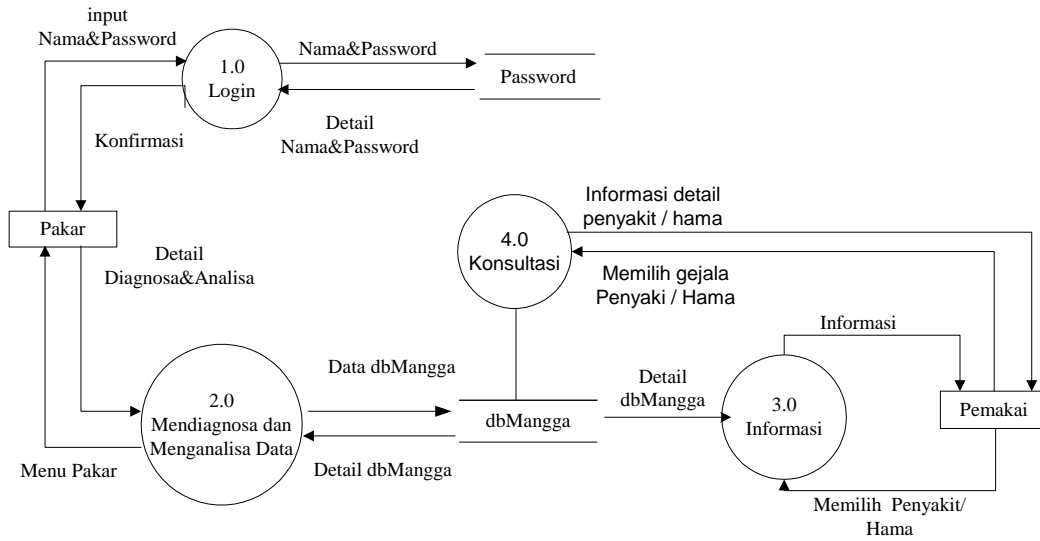 input
Nama&Password
1.0
Login
Nama&Password
Password
Detail
Nama&Password
Konfirmasi
Pakar
Detail
Diagnosa&Analisa
4.0
Konsultasi
Informasi detail
penyakit / hama
Memilih gejala
Penyaki / Hama
Informasi
Data dbMangga
Detail
dbMangga
2.0
Mendiagnosa dan
Menganalisa Data
dbMangga
3.0
Informasi
Pemakai
Menu Pakar
Detail dbMangga
Memilih Penyakit/
Hama